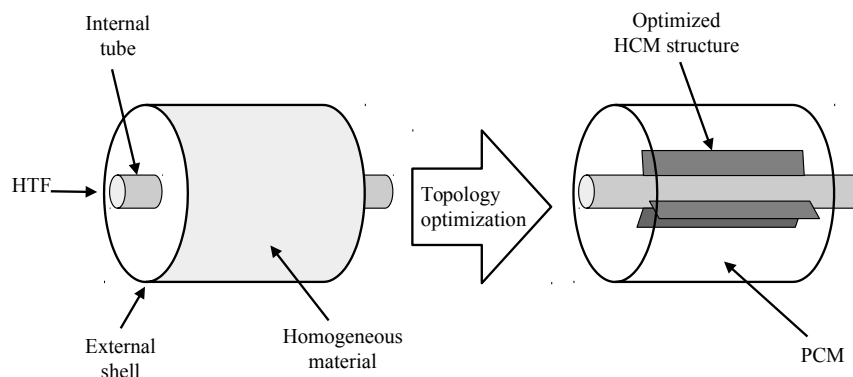 Internal
tube
HTF
External
shell
Homogeneous
material
Topology
optimization
Optimized
HCM structure
PCM